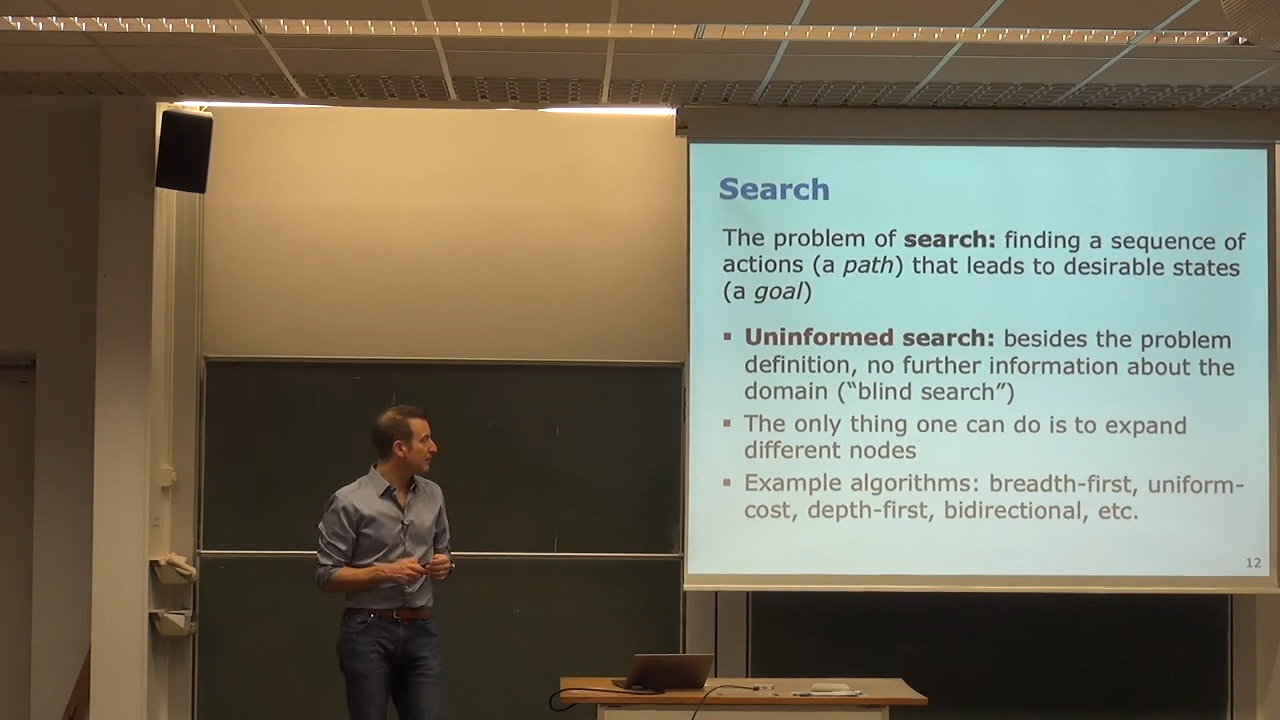 Search
The problem of search: finding a sequence of
actions (a path) that leads to desirable states
(a goal)
▪ Uninformed search: besides the problem
definition, no further information about the
domain (“blind search”)
▪ The only thing one can do is to expand
different nodes
▪ Example algorithms: breadth-first, uniform-
cost, depth-first, bidirectional, etc.
12